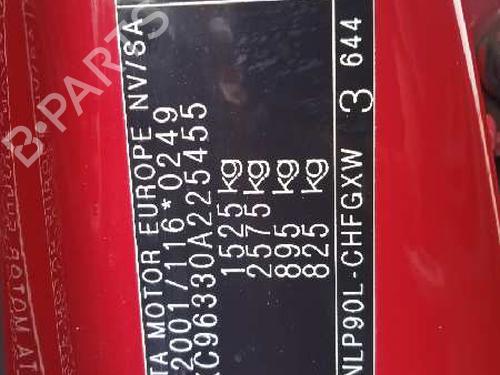 TA MOTOR EUROPE NV/SA
2001/116*0249
KC96330A225455
1525 kg
2575 kg
895 kg
825 kg
NLP90L-CHFGXW 3 644
B-PARTS